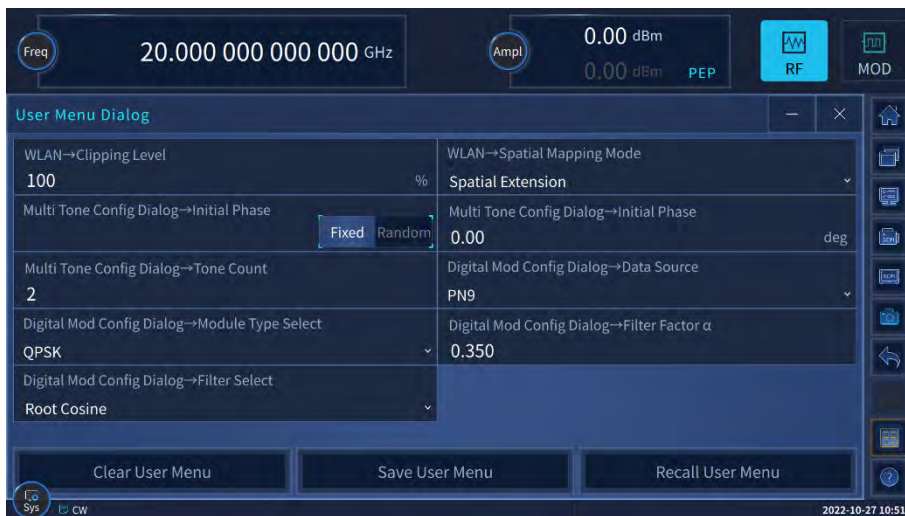 Freq
20.000 000 000 000 GHz
Ampl
0.00 dBm
0.00 dBm PEP
RF
MOD
User Menu Dialog
WLAN→Clipping Level
100 %
WLAN→Spatial Mapping Mode
Spatial Extension
Multi Tone Config Dialog→Initial Phase
Fixed Random
Multi Tone Config Dialog→Initial Phase
0.00 deg
Multi Tone Config Dialog→Tone Count
2
Digital Mod Config Dialog→Data Source
PN9
Digital Mod Config Dialog→Module Type Select
QPSK
Digital Mod Config Dialog→Filter Factor α
0.350
Digital Mod Config Dialog→Filter Select
Root Cosine
Clear User Menu
Save User Menu
Recall User Menu
SCPI
SCPI
Sys
CW
2022-10-27 10:51